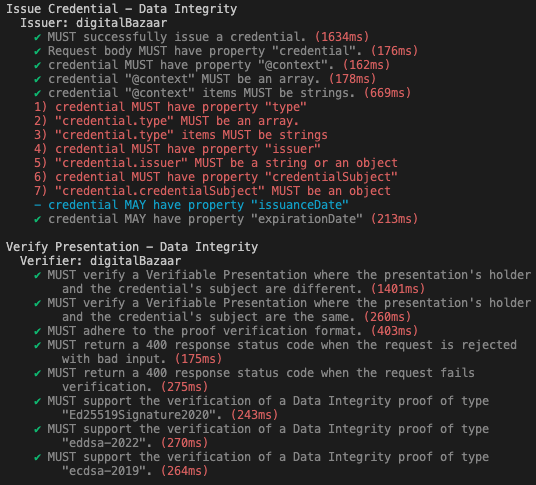 Issue Credential – Data Integrity
Issuer: digitalBazaar
✔ MUST successfully issue a credential. (1634ms)
✔ Request body MUST have property "credential". (176ms)
✔ credential MUST have property "@context". (162ms)
✔ credential "@context" MUST be an array. (178ms)
✔ credential "@context" items MUST be strings. (669ms)
1) credential MUST have property "type"
2) "credential.type" MUST be an array.
3) "credential.type" items MUST be strings
4) credential MUST have property "issuer"
5) "credential.issuer" MUST be a string or an object
6) credential MUST have property "credentialSubject"
7) "credential.credentialSubject" MUST be an object
– credential MAY have property "issuanceDate"
✔ credential MAY have property "expirationDate" (213ms)
Verify Presentation – Data Integrity
Verifier: digitalBazaar
✔ MUST verify a Verifiable Presentation where the presentation's holder
and the credential's subject are different. (1401ms)
✔ MUST verify a Verifiable Presentation where the presentation's holder
and the credential's subject are the same. (260ms)
✔ MUST adhere to the proof verification format. (403ms)
✔ MUST return a 400 response status code when the request is rejected
with bad input. (175ms)
✔ MUST return a 400 response status code when the request fails
verification. (275ms)
✔ MUST support the verification of a Data Integrity proof of type
"Ed25519Signature2020". (243ms)
✔ MUST support the verification of a Data Integrity proof of type
"eddsa-2022". (270ms)
✔ MUST support the verification of a Data Integrity proof of type
"ecdsa-2019". (264ms)